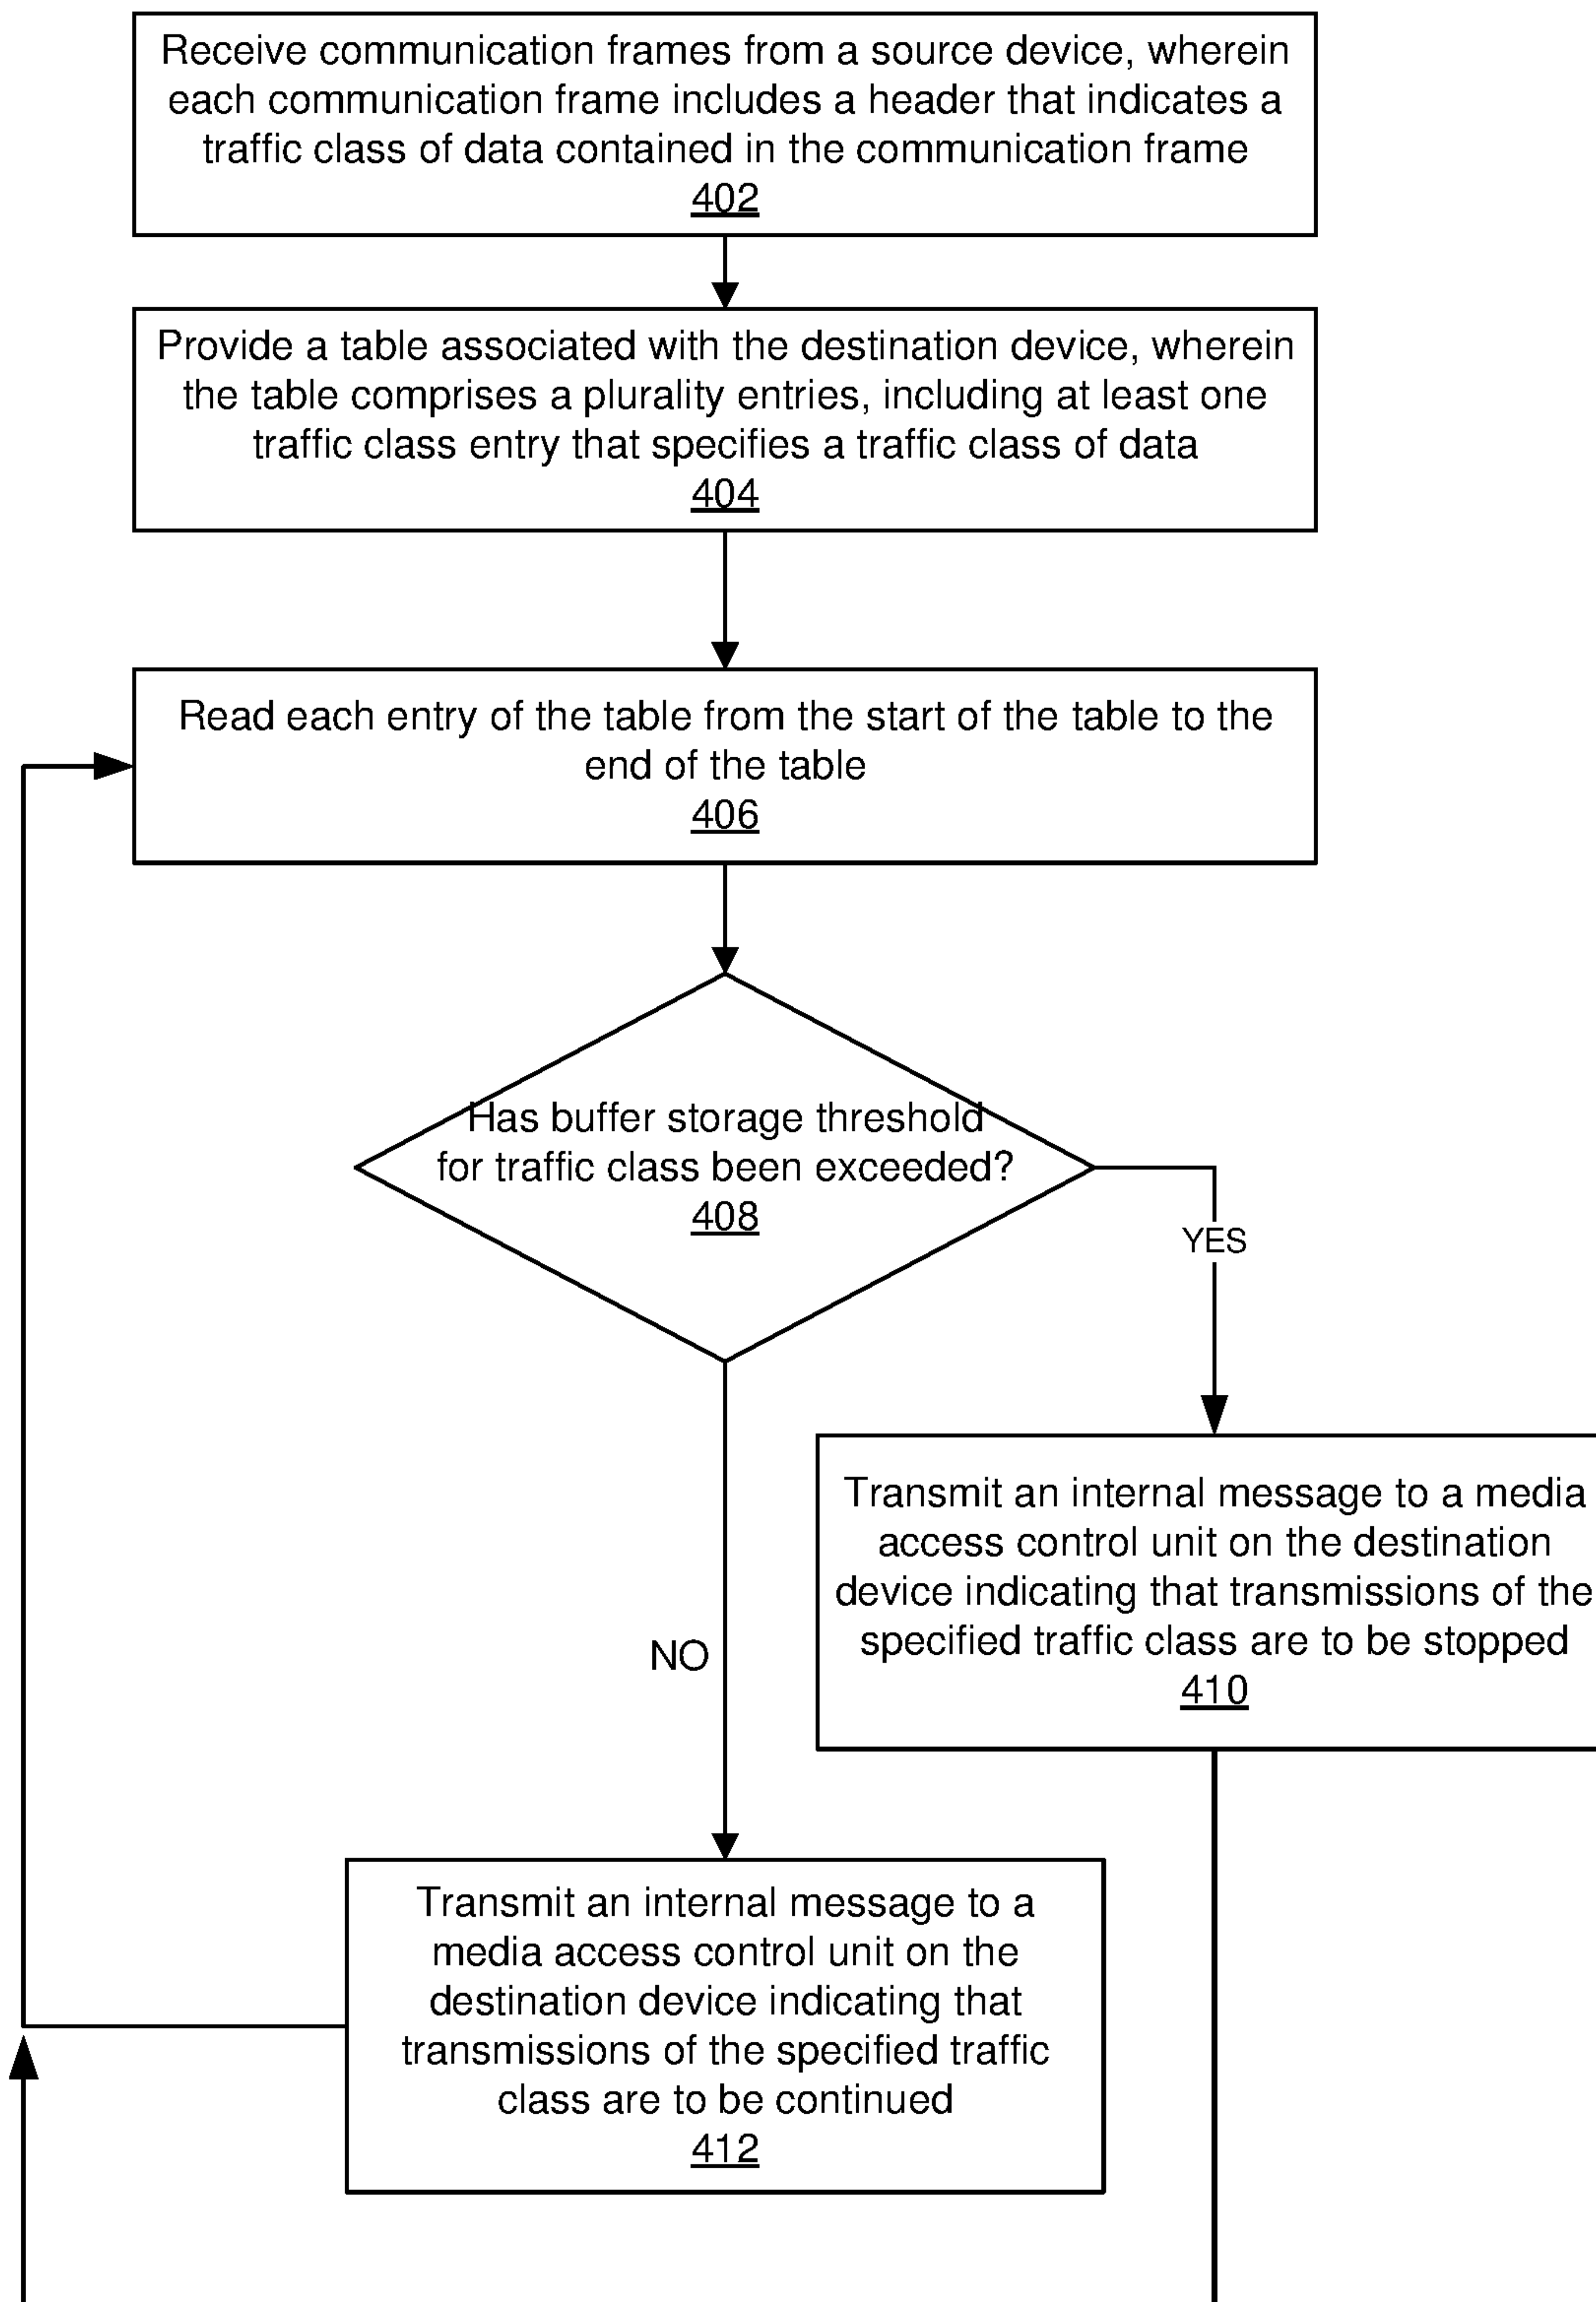 Receive communication frames from a source device, wherein
each communication frame includes a header that indicates a
traffic class of data contained in the communication frame
402
Provide a table associated with the destination device, wherein
the table comprises a plurality entries, including at least one
traffic class entry that specifies a traffic class of data
404
Read each entry of the table from the start of the table to the
end of the table
406
Has buffer storage threshold
for traffic class been exceeded?
408
YES
Transmit an internal message to a media
access control unit on the destination
device indicating that transmissions of the
specified traffic class are to be stopped
410
NO
Transmit an internal message to a
media access control unit on the
destination device indicating that
transmissions of the specified traffic
class are to be continued
412